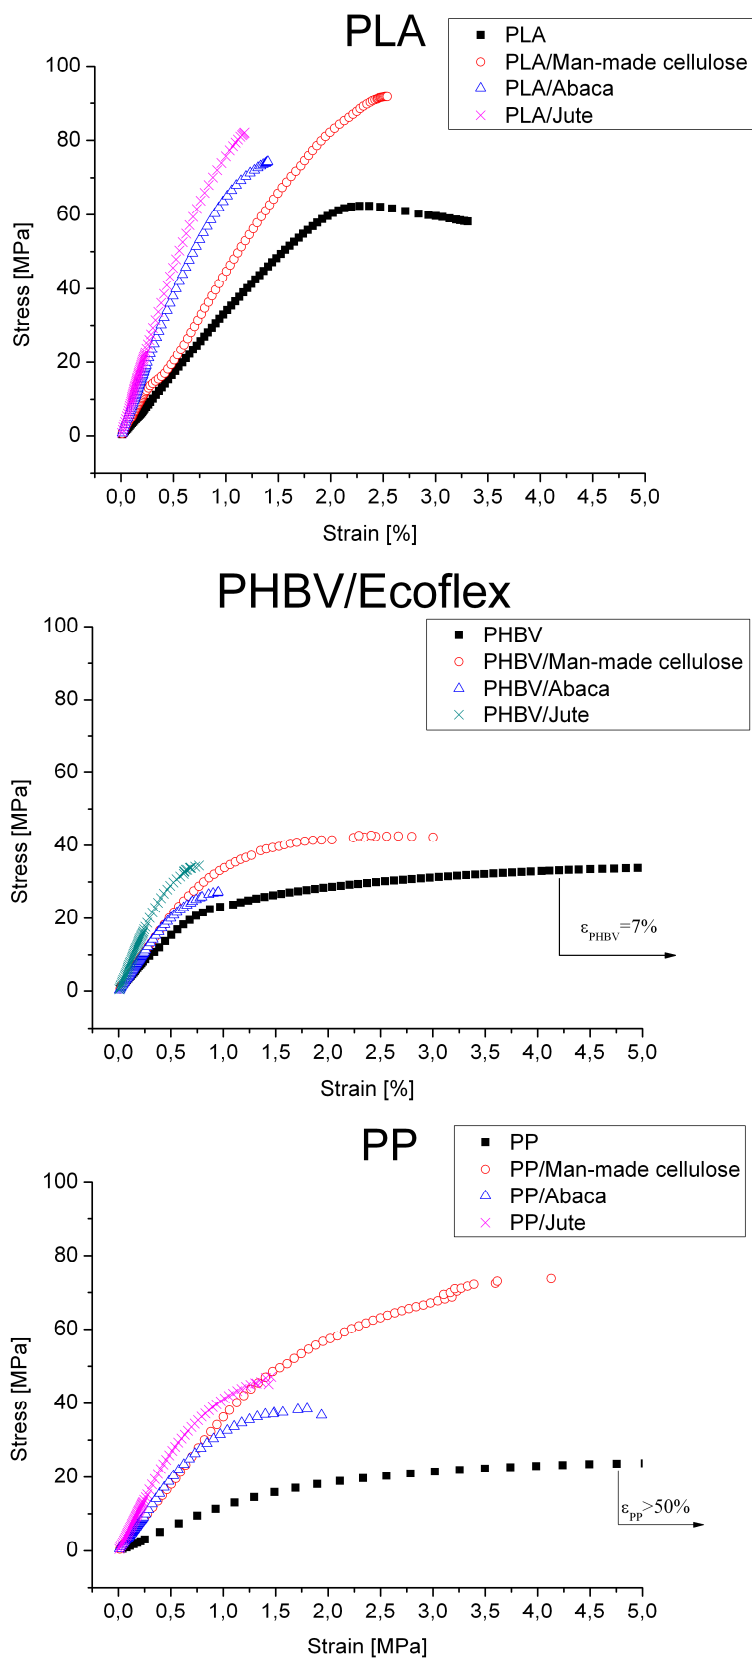 PLA
PLA
PLA/Man-made cellulose
PLA/Abaca
PLA/Jute
100
80
60
40
20
0
Stress [MPa]
0,0 0,5 1,0 1,5 2,0 2,5 3,0 3,5 4,0 4,5 5,0
Strain [%]
PHBV/Ecoflex
PHBV
PHBV/Man-made cellulose
PHBV/Abaca
PHBV/Jute
100
80
60
40
20
0
Stress [MPa]
εPHBV=7%
0,0 0,5 1,0 1,5 2,0 2,5 3,0 3,5 4,0 4,5 5,0
Strain [%]
PP
PP
PP/Man-made cellulose
PP/Abaca
PP/Jute
100
80
60
40
20
0
Stress [MPa]
εPP>50%
0,0 0,5 1,0 1,5 2,0 2,5 3,0 3,5 4,0 4,5 5,0
Strain [MPa]